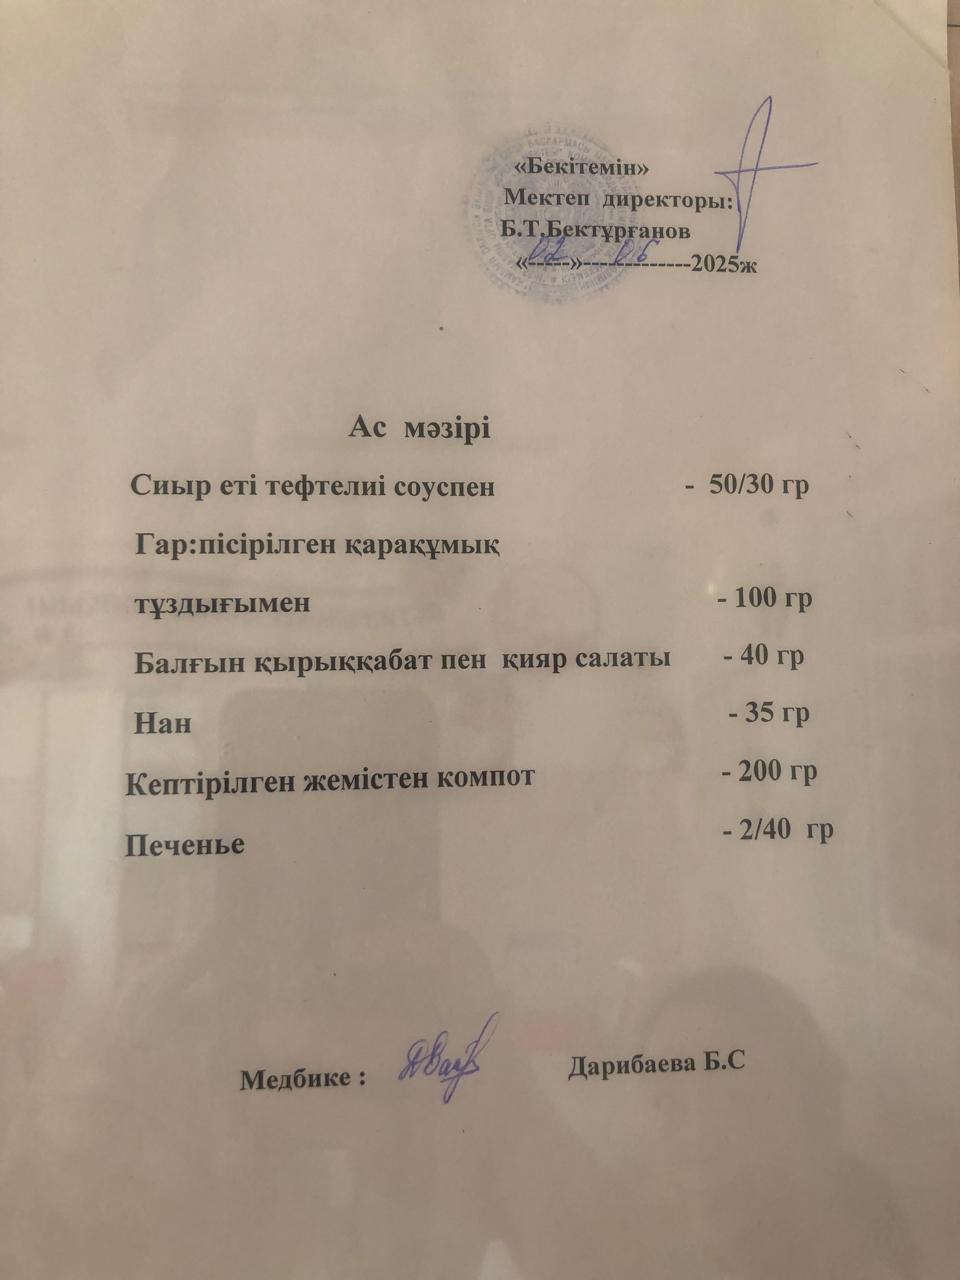 «Бекітемін»
Мектеп директоры:
Б.Т.Бектұрғанов
«--02--»-----06------2025ж
Ас мәзірі
Сиыр еті тефтелиі соуспен - 50/30 гр
Гар:пісірілген қарақұмық
тұздығымен - 100 гр
Балғын қырыққабат пен қияр салаты - 40 гр
Нан - 35 гр
Кептірілген жемістен компот - 200 гр
Печенье - 2/40 гр
Медбике : Дарибаева Б.С